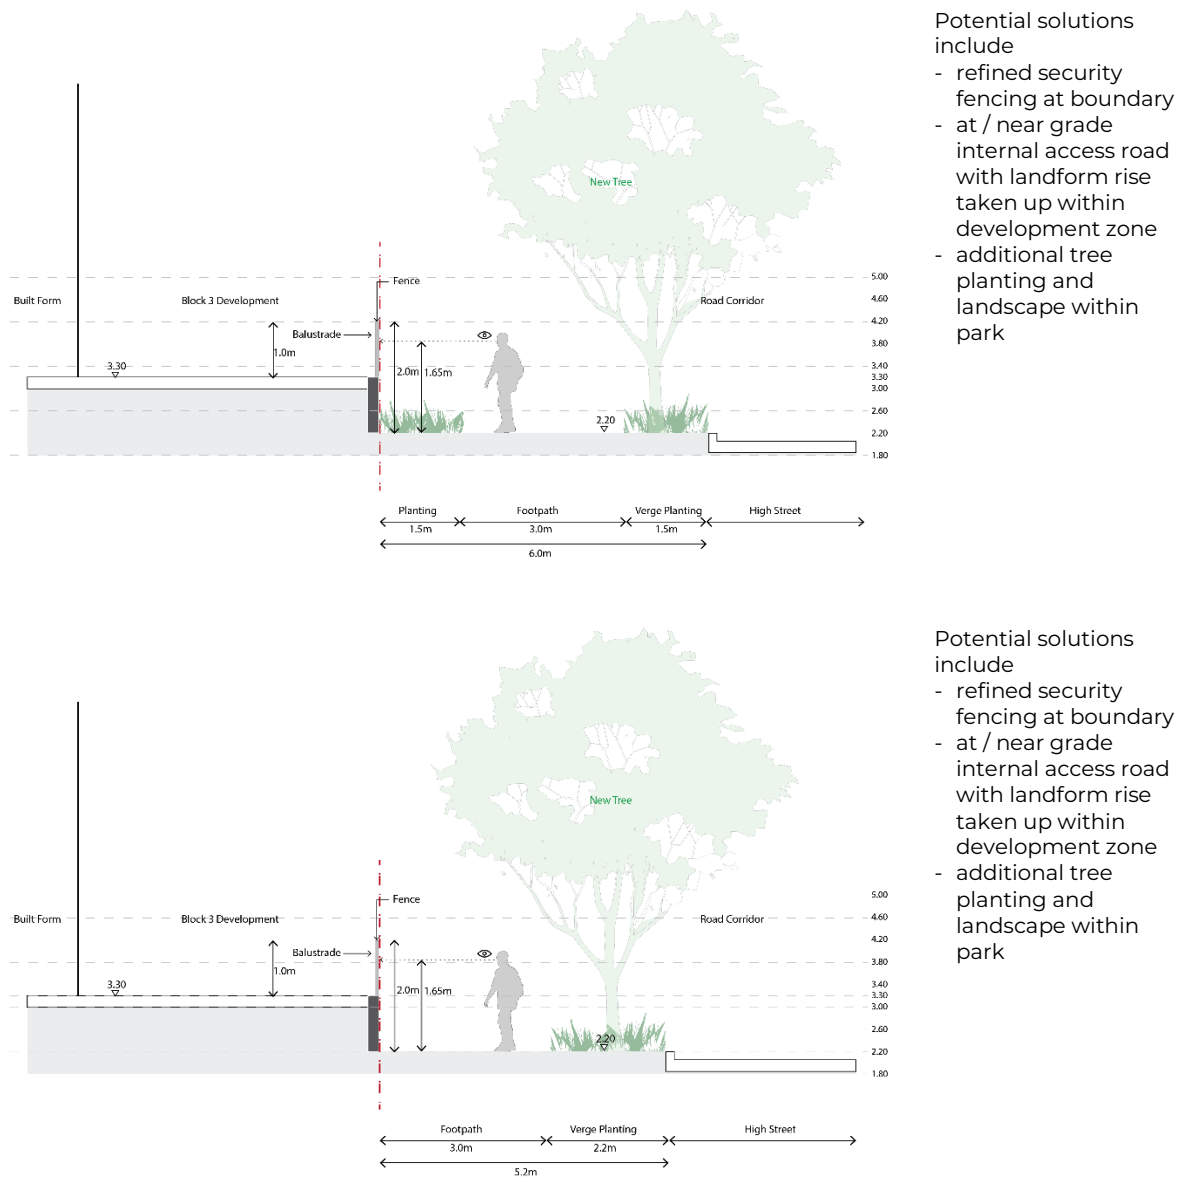 Potential solutions
include
- refined security
fencing at boundary
- at / near grade
internal access road
with landform rise
taken up within
development zone
- additional tree
planting and
landscape within
park
New Tree
Fence
5.00
Built Form
Block 3 Development
Road Corridor
4.60
4.20
Balustrade
3.80
1.0m
3.30
2.0m
1.65m
3.40
3.30
3.00
2.60
2.20
2.20
1.80
Planting
Footpath
Verge Planting
High Street
1.5m
3.0m
1.5m
6.0m
Potential solutions
include
- refined security
fencing at boundary
- at / near grade
internal access road
with landform rise
taken up within
development zone
- additional tree
planting and
landscape within
park
New Tree
Fence
5.00
Built Form
Block 3 Development
Road Corridor
4.60
4.20
Balustrade
3.80
1.0m
3.30
2.0m
1.65m
3.40
3.30
3.00
2.60
2.20
2.20
1.80
Footpath
Verge Planting
High Street
3.0m
2.2m
5.2m